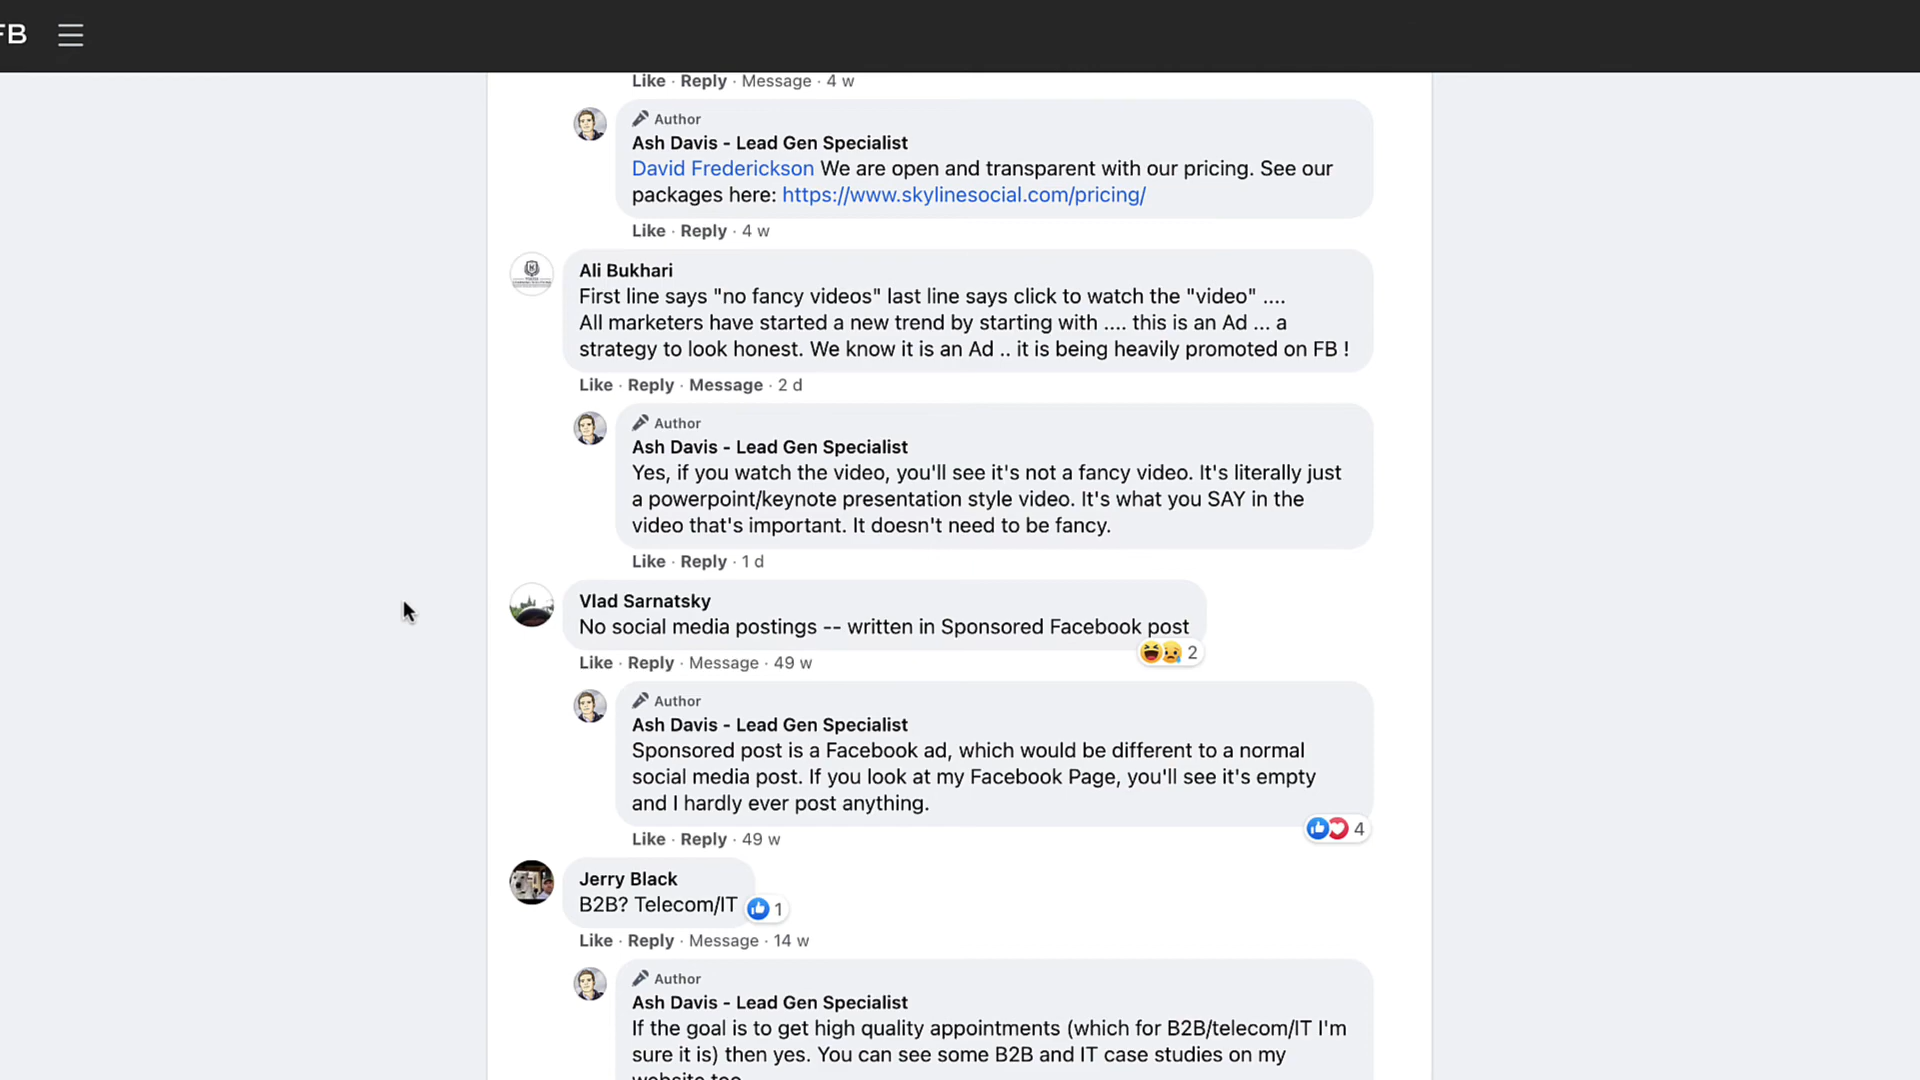 FB
Like · Reply · Message · 4 w
Author
Ash Davis - Lead Gen Specialist
David Frederickson We are open and transparent with our pricing. See our
packages here: https://www.skylinesocial.com/pricing/
Like · Reply · 4 w
Ali Bukhari
First line says "no fancy videos" last line says click to watch the "video" ....
All marketers have started a new trend by starting with .... this is an Ad ... a
strategy to look honest. We know it is an Ad .. it is being heavily promoted on FB !
Like · Reply · Message · 2 d
Author
Ash Davis - Lead Gen Specialist
Yes, if you watch the video, you'll see it's not a fancy video. It's literally just
a powerpoint/keynote presentation style video. It's what you SAY in the
video that's important. It doesn't need to be fancy.
Like · Reply · 1 d
Vlad Sarnatsky
No social media postings -- written in Sponsored Facebook post
2
Like · Reply · Message · 49 w
Author
Ash Davis - Lead Gen Specialist
Sponsored post is a Facebook ad, which would be different to a normal
social media post. If you look at my Facebook Page, you'll see it's empty
and I hardly ever post anything.
4
Like · Reply · 49 w
Jerry Black
B2B? Telecom/IT
1
Like · Reply · Message · 14 w
Author
Ash Davis - Lead Gen Specialist
If the goal is to get high quality appointments (which for B2B/telecom/IT I'm
sure it is) then yes. You can see some B2B and IT case studies on my
website too